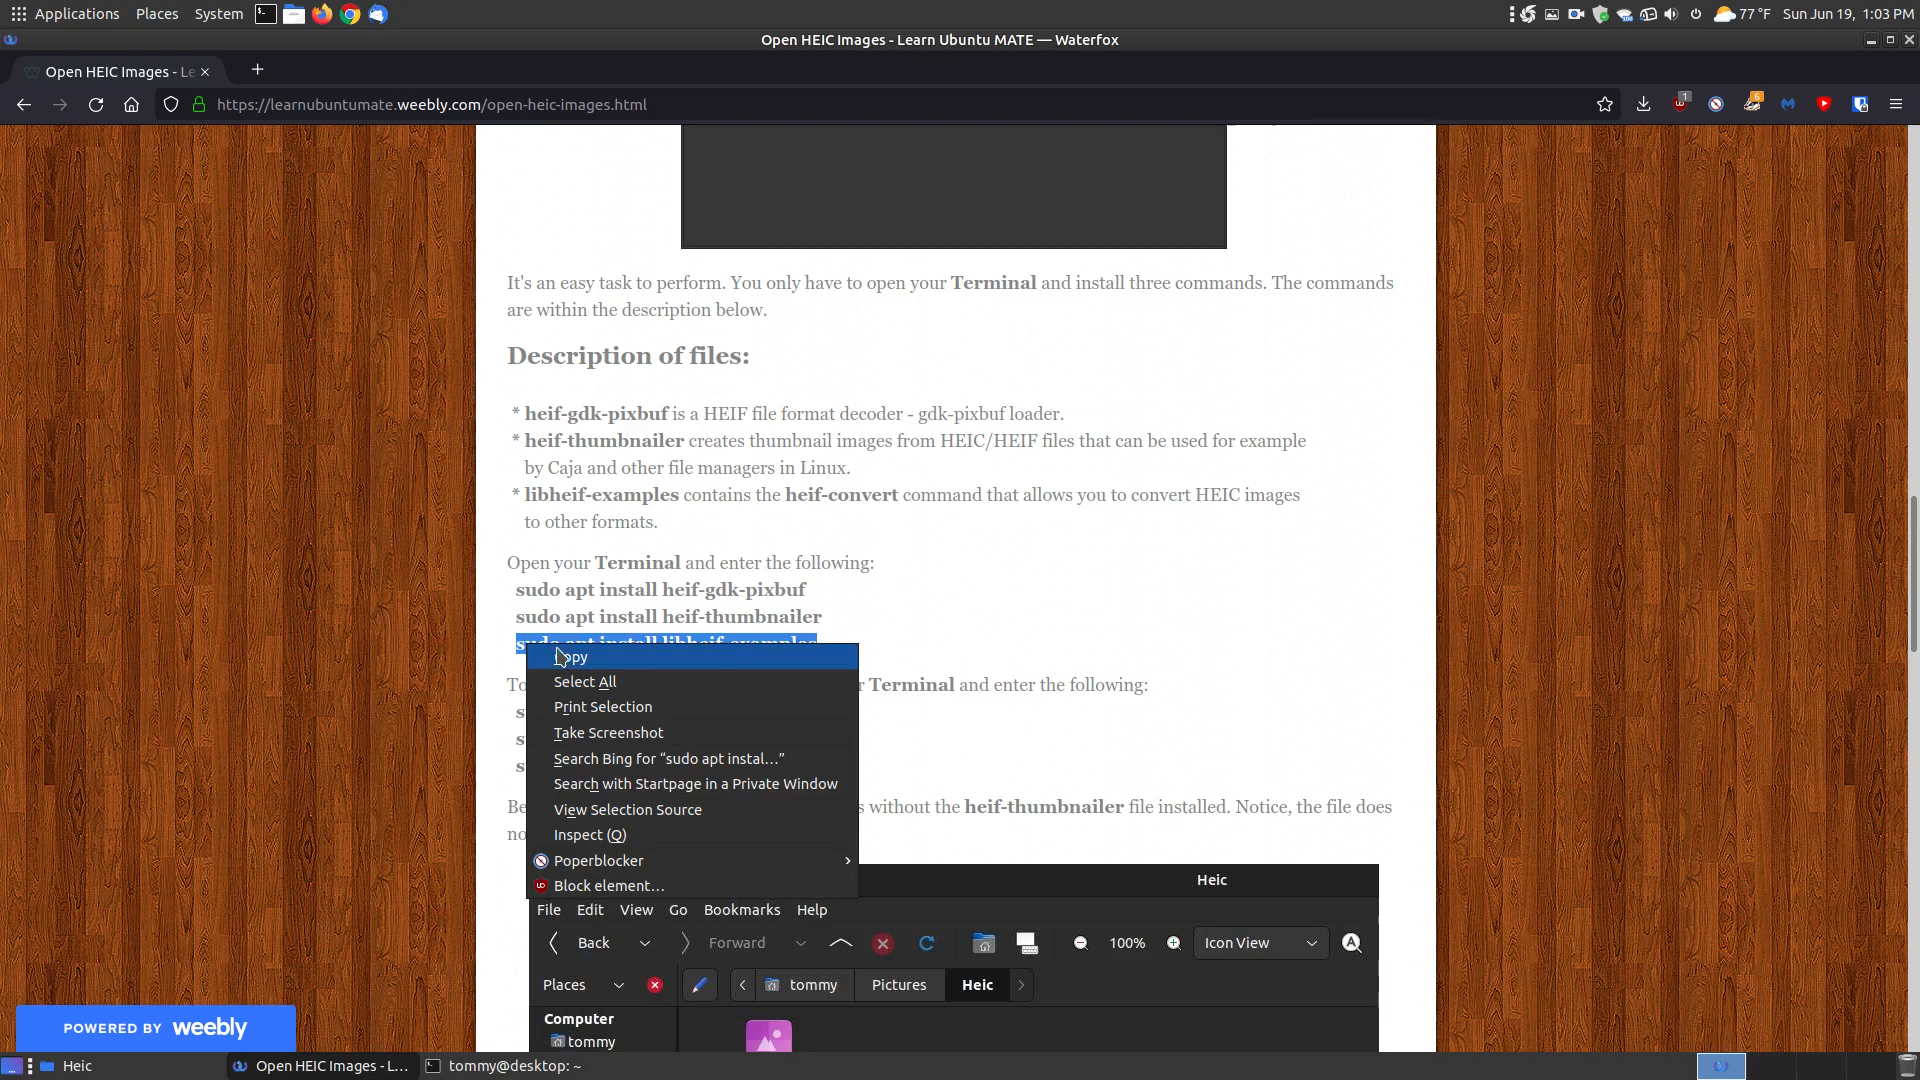 Applications Places System 77 °F Sun Jun 19, 1:03 PM
Open HEIC Images - Learn Ubuntu MATE — Waterfox
Open HEIC Images - Le
https://learnubuntumate.weebly.com/open-heic-images.html
1
6
It's an easy task to perform. You only have to open your Terminal and install three commands. The commands
are within the description below.
Description of files:
* heif-gdk-pixbuf is a HEIF file format decoder - gdk-pixbuf loader.
* heif-thumbnailer creates thumbnail images from HEIC/HEIF files that can be used for example
by Caja and other file managers in Linux.
* libheif-examples contains the heif-convert command that allows you to convert HEIC images
to other formats.
Open your Terminal and enter the following:
sudo apt install heif-gdk-pixbuf
sudo apt install heif-thumbnailer
sudo apt install libheif-examples
Copy
Select All
To Terminal and enter the following:
Print Selection
Take Screenshot
Search Bing for “sudo apt instal…”
Search with Startpage in a Private Window
Be s without the heif-thumbnailer file installed. Notice, the file does
View Selection Source
no
Inspect (Q)
Poperblocker
Block element…
Heic
File Edit View Go Bookmarks Help
Back Forward 100% Icon View
Places tommy Pictures Heic
Computer
tommy
POWERED BY weebly
Heic Open HEIC Images - L... tommy@desktop: ~